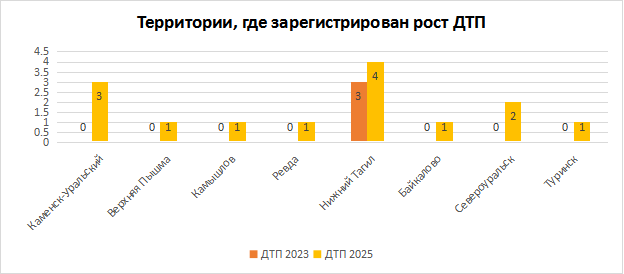 Территории, где зарегистрирован рост ДТП
4.5
4
3.5
3
2.5
2
1.5
1
0.5
0
0 3
0 1
0 1
0 1
3 4
0 1
0 2
0 1
Каменск-Уральский
Верхняя Пышма
Камышлов
Ревда
Нижний Тагил
Байкалово
Североуральск
Туринск
ДТП 2023 ДТП 2025